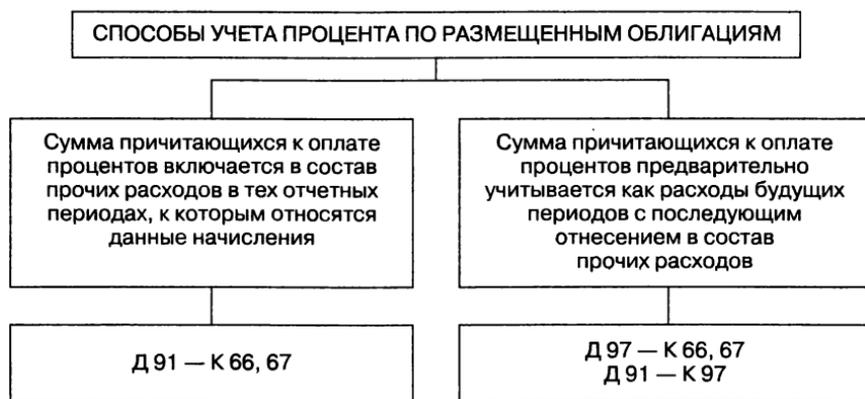 СПОСОБЫ УЧЕТА ПРОЦЕНТА ПО РАЗМЕЩЕННЫМ ОБЛИГАЦИЯМ
Сумма причитающихся к оплате
процентов включается в состав
прочих расходов в тех отчетных
периодах, к которым относятся
данные начисления
Сумма причитающихся к оплате
процентов предварительно
учитывается как расходы будущих
периодов с последующим
отнесением в состав
прочих расходов
Д 91 — К 66, 67
Д 97 — К 66, 67
Д 91 — К 97